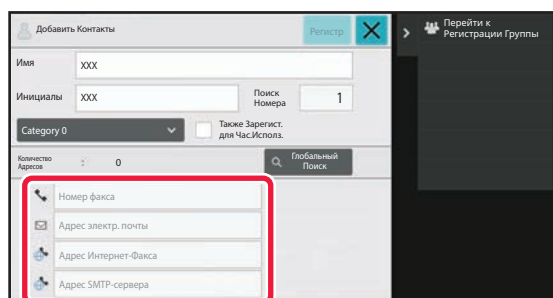 Добавить Контакты
Регистр
Перейти к
Регистрации Группы
Имя
XXX
Инициалы
XXX
Поиск
Номера
1
Category 0
Также Зарегист.
для Час.Исполз.
Количество
Адресов
:
0
Глобальный
Поиск
Номер факса
Адрес электр. почты
Адрес Интернет-Факса
Адрес SMTP-сервера